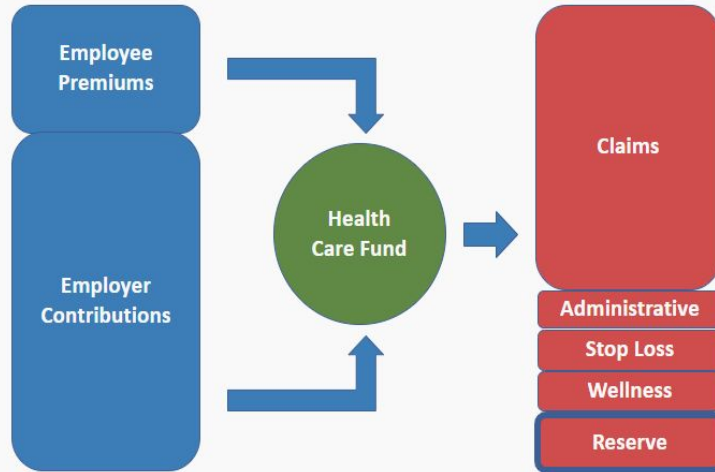 Employee
Premiums
Employer
Contributions
Health
Care Fund
Claims
Administrative
Stop Loss
Wellness
Reserve